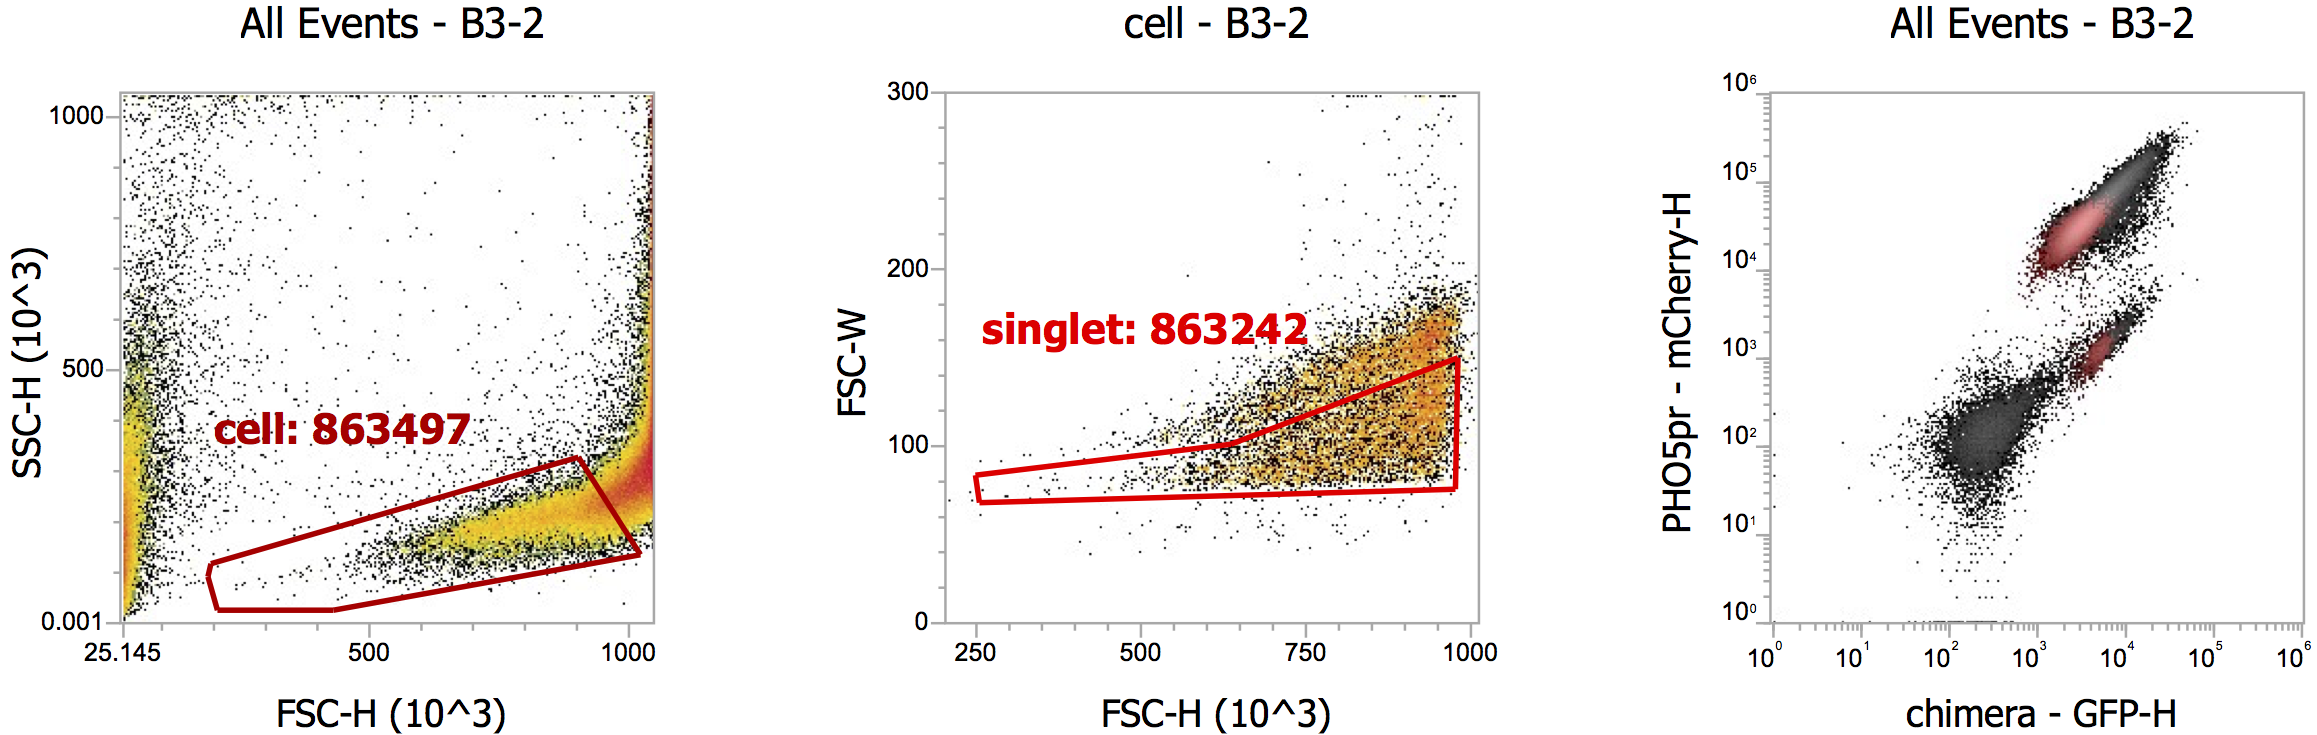 All Events - B3-2
cell - B3-2
All Events - B3-2
SSC-H (10^3)
1000
500
0.001
cell: 863497
25.145
500
1000
FSC-H (10^3)
FSC-W
300
200
100
0
singlet: 863242
250
500
750
1000
FSC-H (10^3)
PHO5pr - mCherry-H
10⁶
10⁵
10⁴
10³
10²
10¹
10⁰
10⁰
10¹
10²
10³
10⁴
10⁵
10⁶
chimera - GFP-H